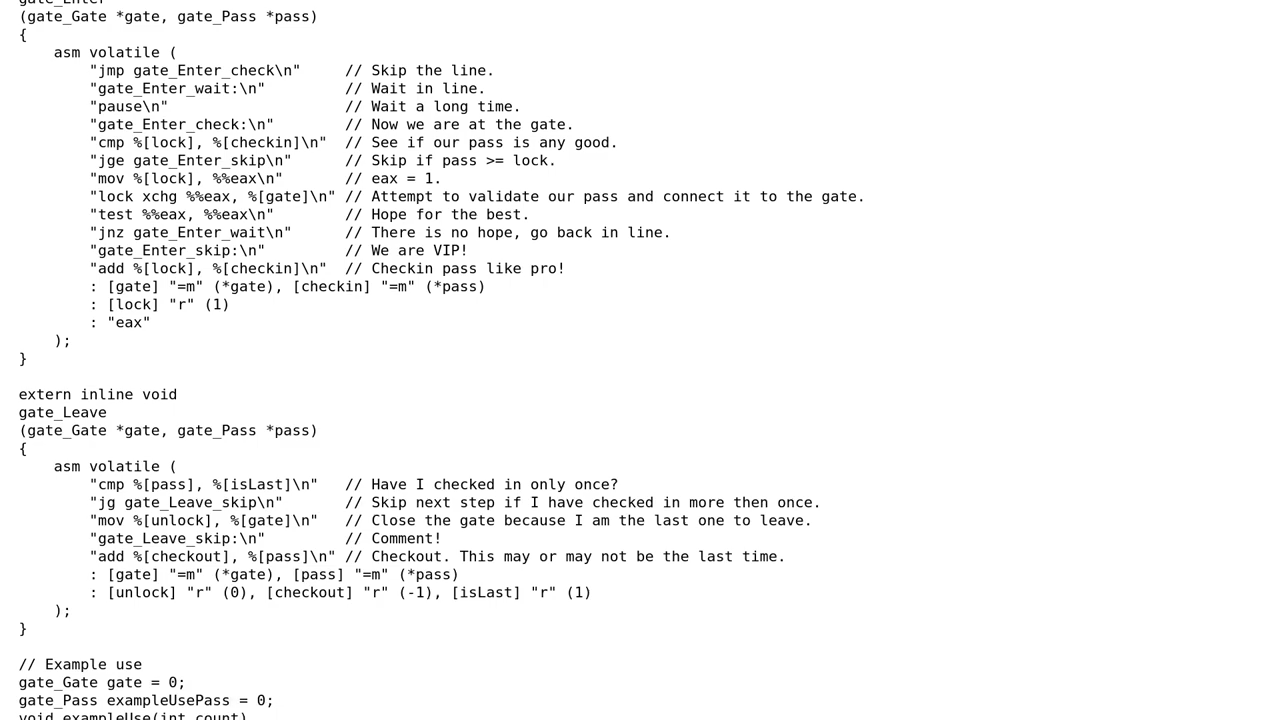 gate_Enter
(gate_Gate *gate, gate_Pass *pass)
{
    asm volatile (
        "jmp gate_Enter_check\n"     // Skip the line.
        "gate_Enter_wait:\n"         // Wait in line.
        "pause\n"                    // Wait a long time.
        "gate_Enter_check:\n"        // Now we are at the gate.
        "cmp %[lock], %[checkin]\n"  // See if our pass is any good.
        "jge gate_Enter_skip\n"      // Skip if pass >= lock.
        "mov %[lock], %%eax\n"       // eax = 1.
        "lock xchg %%eax, %[gate]\n" // Attempt to validate our pass and connect it to the gate.
        "test %%eax, %%eax\n"        // Hope for the best.
        "jnz gate_Enter_wait\n"      // There is no hope, go back in line.
        "gate_Enter_skip:\n"         // We are VIP!
        "add %[lock], %[checkin]\n"  // Checkin pass like pro!
        : [gate] "=m" (*gate), [checkin] "=m" (*pass)
        : [lock] "r" (1)
        : "eax"
    );
}

extern inline void
gate_Leave
(gate_Gate *gate, gate_Pass *pass)
{
    asm volatile (
        "cmp %[pass], %[isLast]\n"   // Have I checked in only once?
        "jg gate_Leave_skip\n"       // Skip next step if I have checked in more then once.
        "mov %[unlock], %[gate]\n"   // Close the gate because I am the last one to leave.
        "gate_Leave_skip:\n"         // Comment!
        "add %[checkout], %[pass]\n" // Checkout. This may or may not be the last time.
        : [gate] "=m" (*gate), [pass] "=m" (*pass)
        : [unlock] "r" (0), [checkout] "r" (-1), [isLast] "r" (1)
    );
}

// Example use
gate_Gate gate = 0;
gate_Pass exampleUsePass = 0;
void exampleUse(int count)